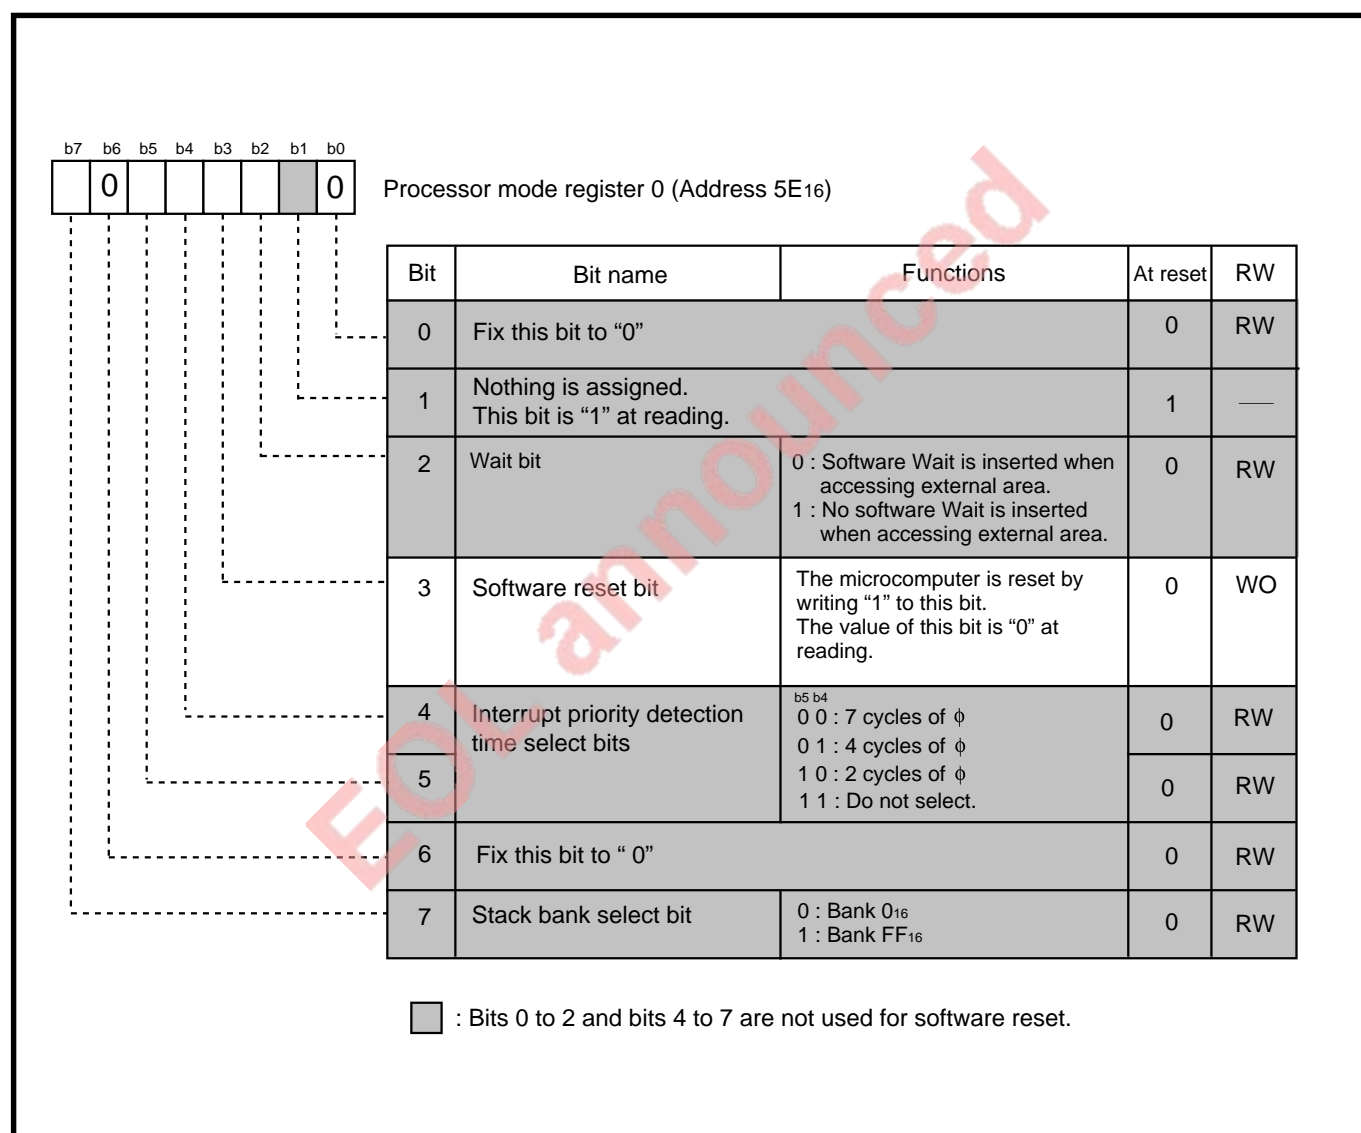 b7 b6 b5 b4 b3 b2 b1 b0
0 0
Processor mode register 0 (Address 5E16)
Bit Bit name Functions At reset RW
0 Fix this bit to “0” 0 RW
1 Nothing is assigned.
This bit is “1” at reading. 1 —
2 Wait bit 0 : Software Wait is inserted when
accessing external area.
1 : No software Wait is inserted
when accessing external area. 0 RW
3 Software reset bit The microcomputer is reset by
writing “1” to this bit.
The value of this bit is “0” at
reading. 0 WO
4 Interrupt priority detection
time select bits
b5 b4
0 0 : 7 cycles of ϕ 0 RW
0 1 : 4 cycles of ϕ
5 1 0 : 2 cycles of ϕ 0 RW
1 1 : Do not select.
6 Fix this bit to “ 0” 0 RW
7 Stack bank select bit 0 : Bank 016
1 : Bank FF16 0 RW
: Bits 0 to 2 and bits 4 to 7 are not used for software reset.
EOL announced